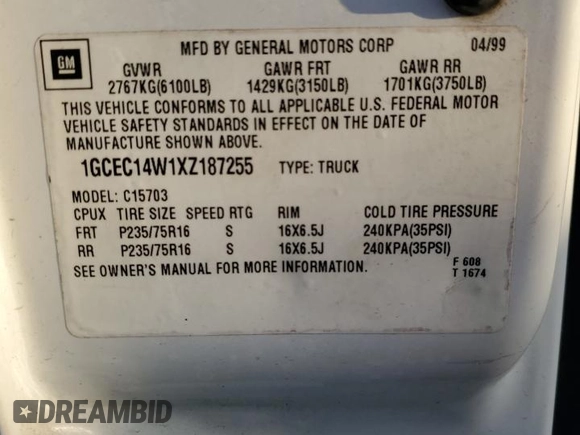 GM
MFD BY GENERAL MOTORS CORP 04/99
GVWR GAWR FRT GAWR RR
2767KG(6100LB) 1429KG(3150LB) 1701KG(3750LB)
THIS VEHICLE CONFORMS TO ALL APPLICABLE U.S. FEDERAL MOTOR
VEHICLE SAFETY STANDARDS IN EFFECT ON THE DATE OF
MANUFACTURE SHOWN ABOVE.
1GCEC14W1XZ187255 TYPE: TRUCK
MODEL: C15703
CPUX TIRE SIZE SPEED RTG RIM COLD TIRE PRESSURE
FRT P235/75R16 S 16X6.5J 240KPA(35PSI)
RR P235/75R16 S 16X6.5J 240KPA(35PSI)
SEE OWNER'S MANUAL FOR MORE INFORMATION.
F 608
T 1674
DREAMBID